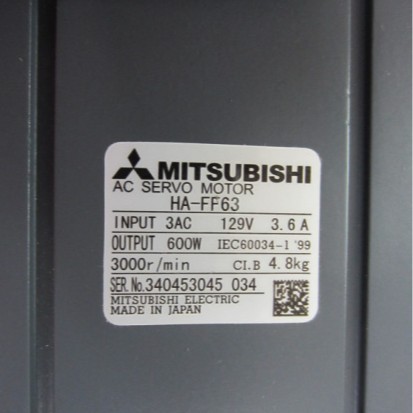 MITSUBISHI
AC SERVO MOTOR
HA-FF63
INPUT 3AC 129V 3.6A
OUTPUT 600W IEC60034-1 '99
3000r/min CI.B 4.8kg
SER.No.340453045 034
MITSUBISHI ELECTRIC
MADE IN JAPAN